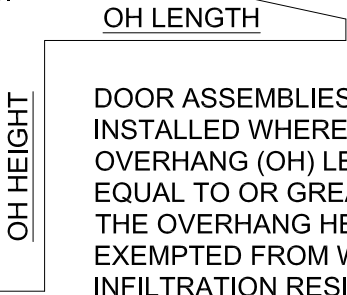 OH LENGTH
OH HEIGHT
DOOR ASSEMBLIES
INSTALLED WHERE
OVERHANG (OH)
EQUAL TO OR
THE OVERHANG
EXEMPTED FROM
INFILTRATION